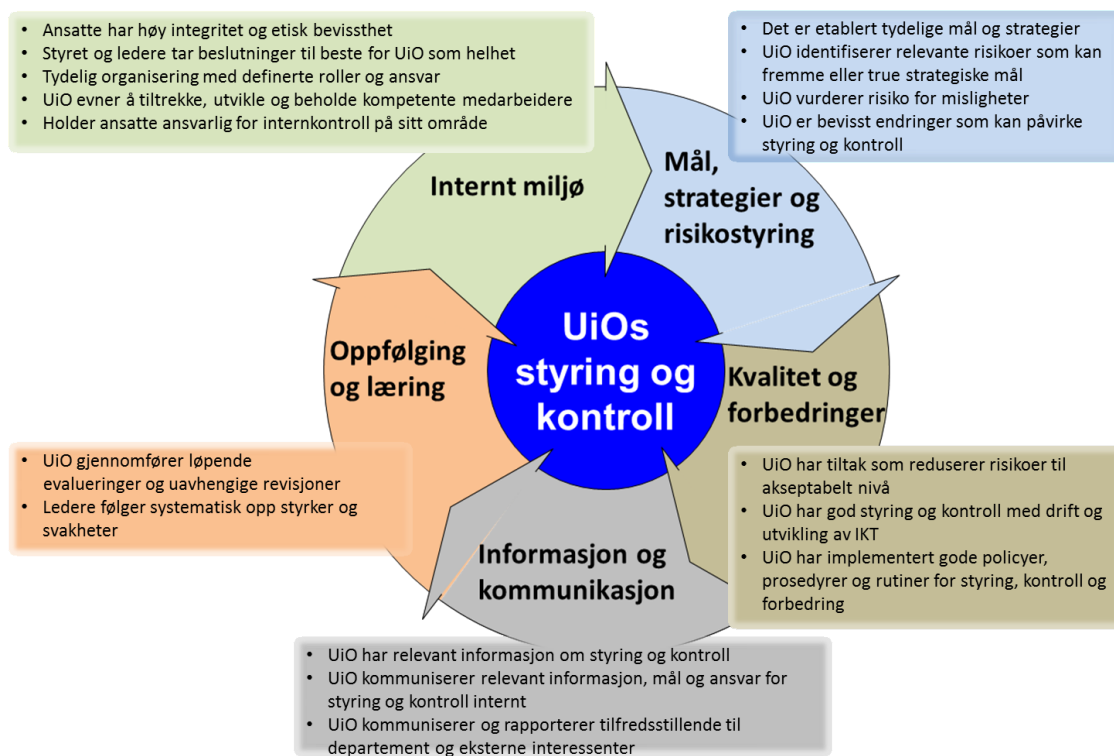 • Ansatte har høy integritet og etisk bevissthet
• Styret og ledere tar beslutninger til beste for UiO som helhet
• Tydelig organisering med definerte roller og ansvar
• UiO evner å tiltrekke, utvikle og beholde kompetente medarbeidere
• Holder ansatte ansvarlig for internkontroll på sitt område
• Det er etablert tydelige mål og strategier
• UiO identifiserer relevante risikoer som kan
fremme eller true strategiske mål
• UiO vurderer risiko for misligheter
• UiO er bevisst endringer som kan påvirke
styring og kontroll
Internt miljø
Mål,
strategier og
risikostyring
UiOs
styring og
kontroll
Oppfølging
og læring
Kvalitet og
forbedringer
• UiO gjennomfører løpende
evalueringer og uavhengige revisjoner
• Ledere følger systematisk opp styrker og
svakheter
• UiO har tiltak som reduserer risikoer til
akseptabelt nivå
• UiO har god styring og kontroll med drift og
utvikling av IKT
• UiO har implementert gode policyer,
prosedyrer og rutiner for styring, kontroll og
forbedring
Informasjon og
kommunikasjon
• UiO har relevant informasjon om styring og kontroll
• UiO kommuniserer relevant informasjon, mål og ansvar for
styring og kontroll internt
• UiO kommuniserer og rapporterer tilfredsstillende til
departement og eksterne interessenter